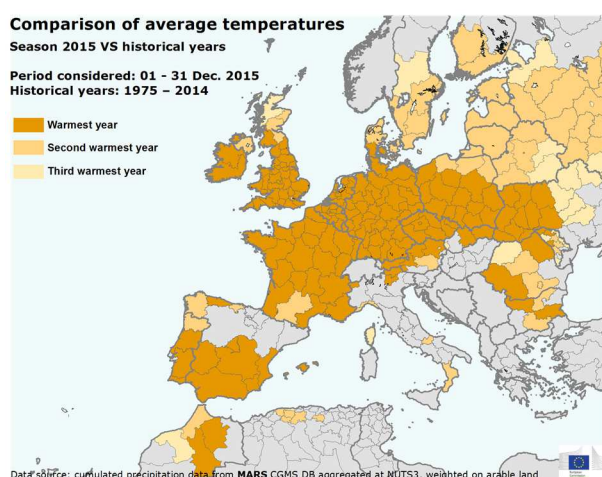 Comparison of average temperatures
Season 2015 VS historical years
Period considered: 01 - 31 Dec. 2015
Historical years: 1975 – 2014
Warmest year
Second warmest year
Third warmest year
Data source: cumulated precipitation data from MARS CGMS DB aggregated at NUTS3, weighted on arable land
European
Commission